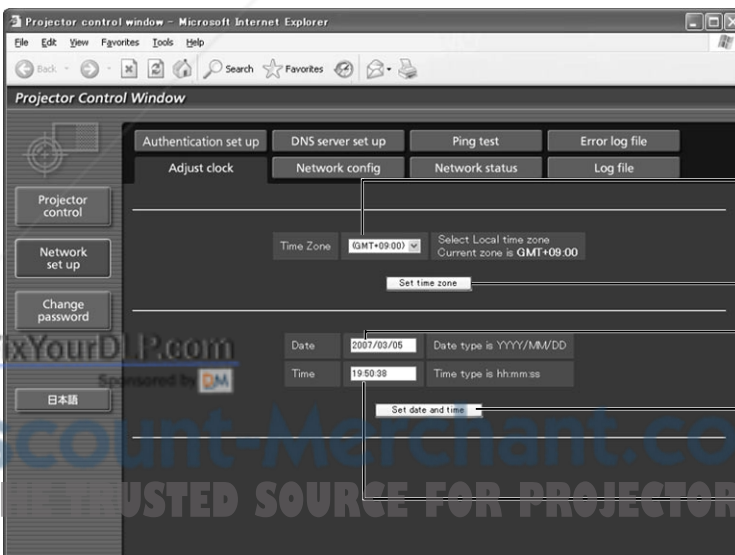 Projector control window - Microsoft Internet Explorer
File Edit View Favorites Tools Help
Back Search Favorites
Projector Control Window
Authentication set up DNS server set up Ping test Error log file
Adjust clock Network config Network status Log file
Projector
control
Network
set up
Change
password
日本語
Time Zone (GMT+09:00) Select Local time zone
Current zone is GMT+09:00
Set time zone
Date 2007/03/05 Date type is YYYY/MM/DD
Time 19:50:38 Time type is hh:mm:ss
Set date and time
ixYourDLP.com
Sponsored by DM
scount-Merchant.co
HE TRUSTED SOURCE FOR PROJECTOR